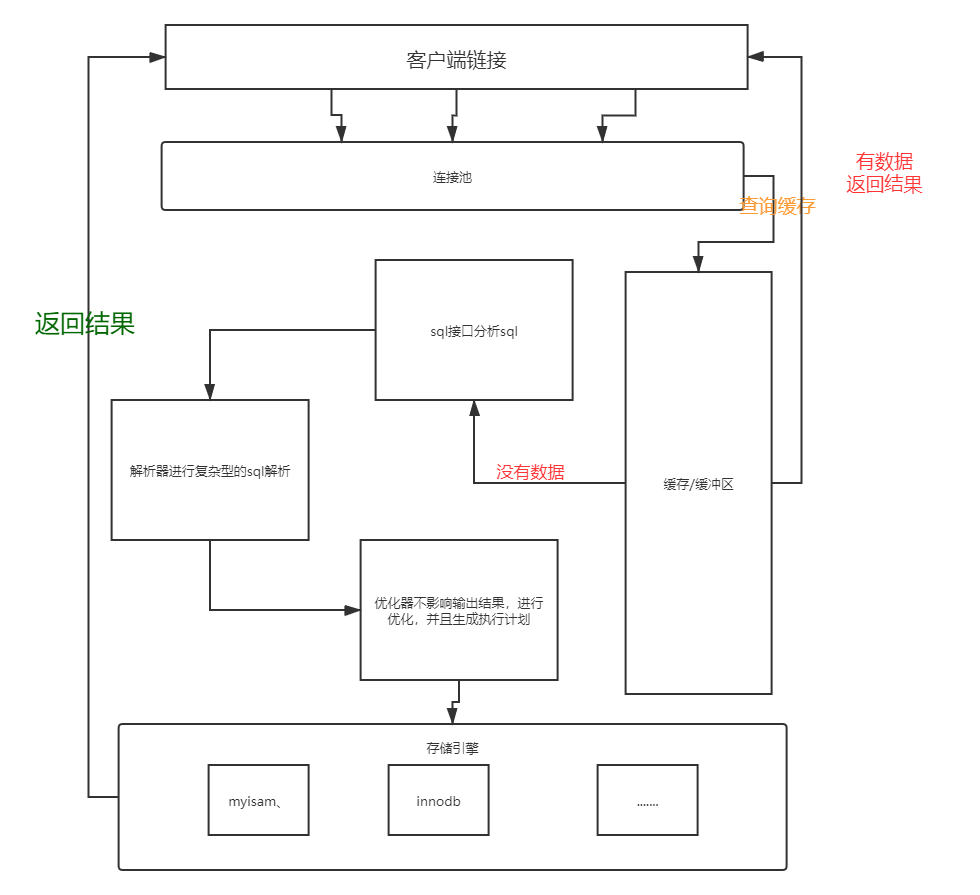 客户端链接
连接池
有数据
返回结果
查询缓存
返回结果
sql接口分析sql
解析器进行复杂型的sql解析
没有数据
缓存/缓冲区
优化器不影响输出结果，进行
优化，并且生成执行计划
存储引擎
myisam、
innodb
.......